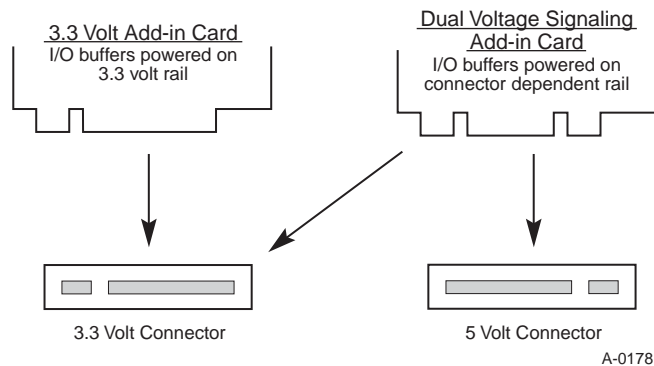 3.3 Volt Add-in Card
I/O buffers powered on
3.3 volt rail
Dual Voltage Signaling
Add-in Card
I/O buffers powered on
connector dependent rail
3.3 Volt Connector
5 Volt Connector
A-0178